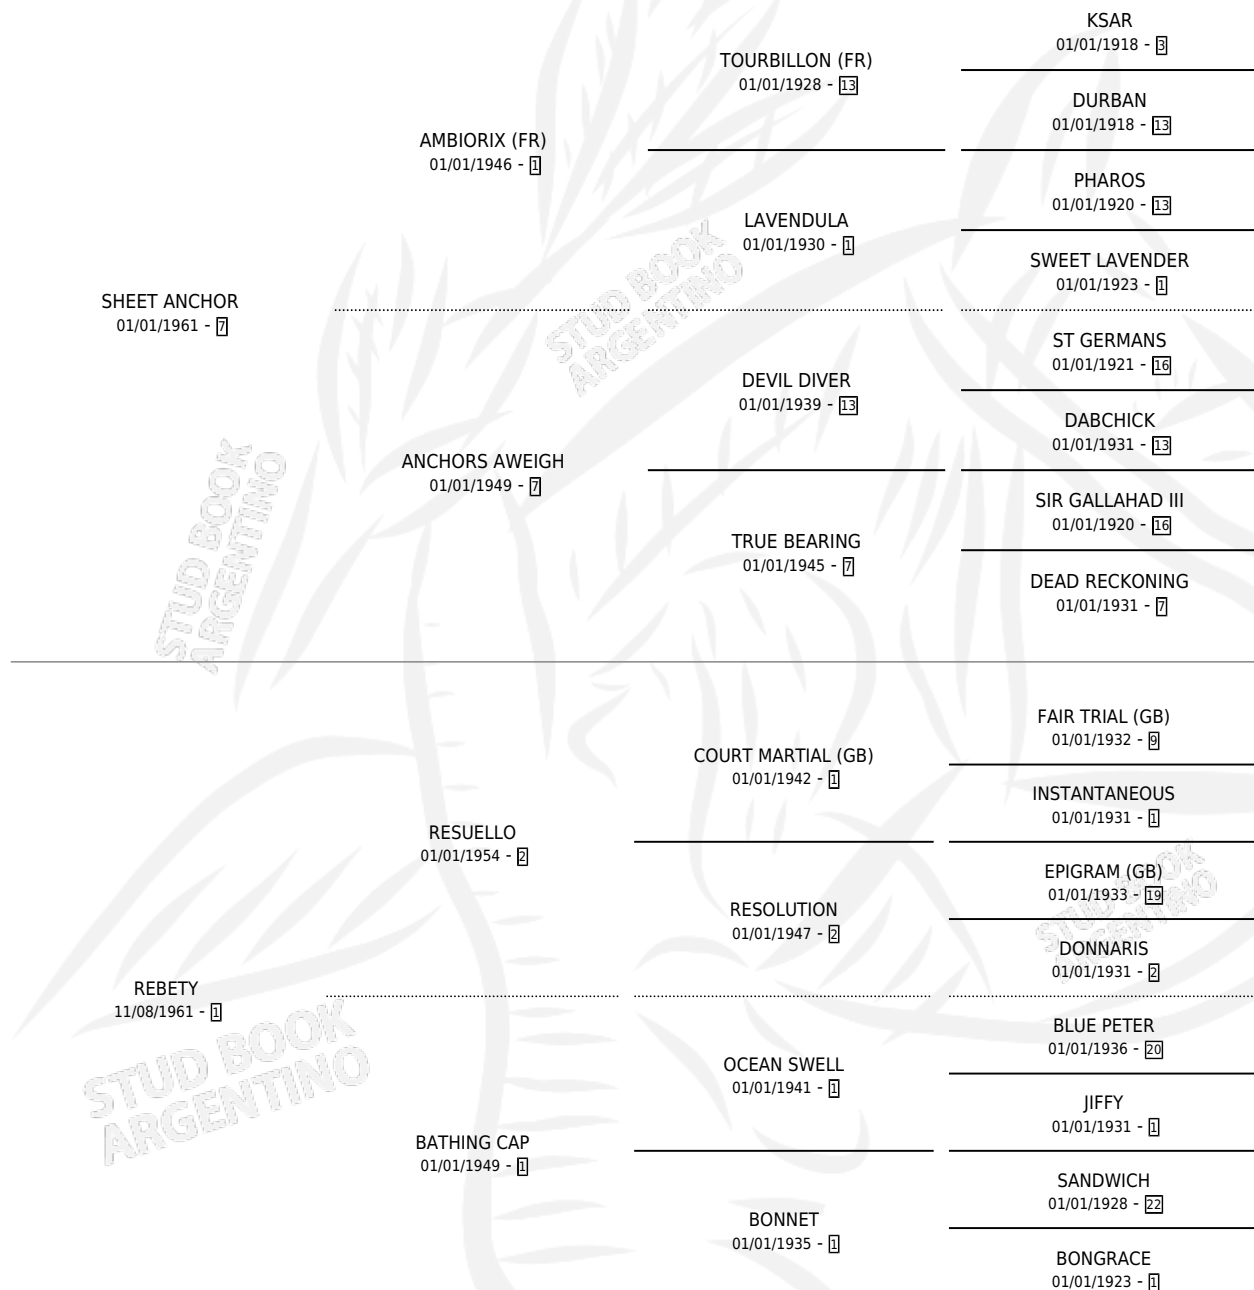 KSAR
01/01/1918 - 3
TOURBILLON (FR)
01/01/1928 - 13
DURBAN
01/01/1918 - 13
AMBIORIX (FR)
01/01/1946 - 1
PHAROS
01/01/1920 - 13
LAVENDULA
01/01/1930 - 1
SWEET LAVENDER
01/01/1923 - 1
SHEET ANCHOR
01/01/1961 - 7
STUD BOOK
ARGENTINO
ST GERMANS
01/01/1921 - 16
DEVIL DIVER
01/01/1939 - 13
DABCHICK
01/01/1931 - 13
ANCHORS AWEIGH
01/01/1949 - 7
SIR GALLAHAD III
01/01/1920 - 16
TRUE BEARING
01/01/1945 - 7
DEAD RECKONING
01/01/1931 - 7
STUD BOOK
ARGENTINO
FAIR TRIAL (GB)
01/01/1932 - 9
COURT MARTIAL (GB)
01/01/1942 - 1
INSTANTANEOUS
01/01/1931 - 1
RESUELLO
01/01/1954 - 2
EPIGRAM (GB)
01/01/1933 - 19
RESOLUTION
01/01/1947 - 2
DONNARIS
01/01/1931 - 2
STUD BOOK
ARGENTINO
REBETY
11/08/1961 - 1
BLUE PETER
01/01/1936 - 20
OCEAN SWELL
01/01/1941 - 1
JIFFY
01/01/1931 - 1
STUD BOOK
ARGENTINO
BATHING CAP
01/01/1949 - 1
SANDWICH
01/01/1928 - 22
BONNET
01/01/1935 - 1
BONGRACE
01/01/1923 - 1